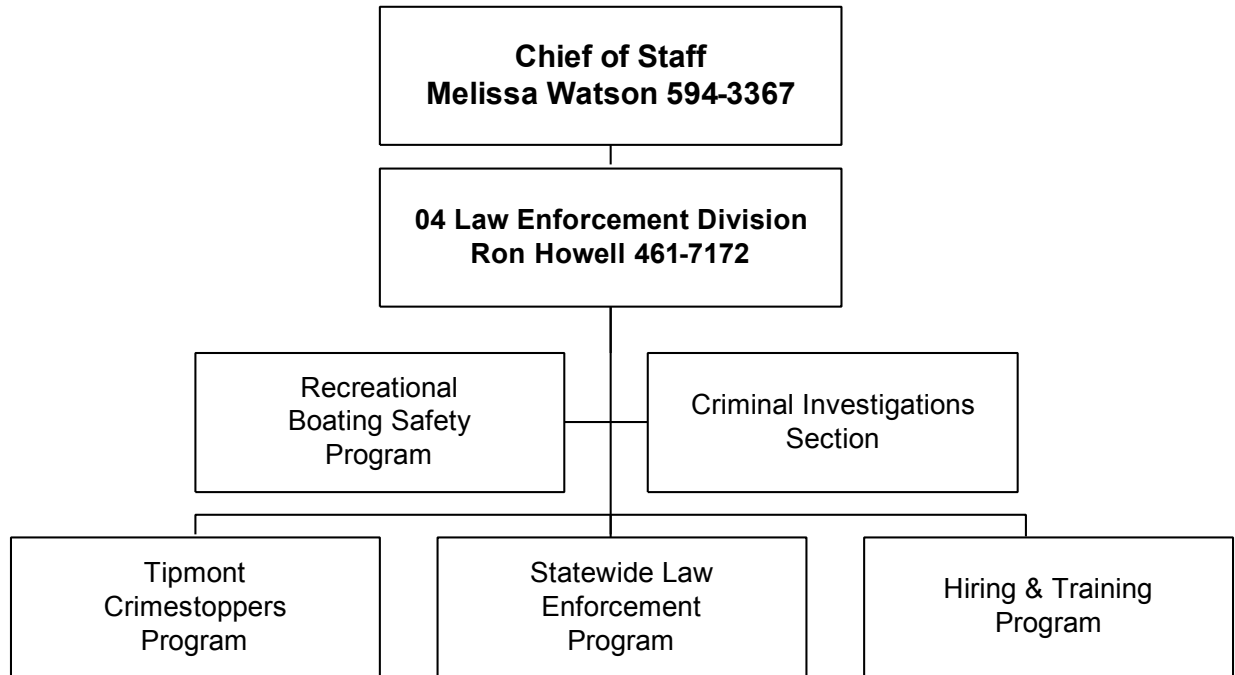 Chief of Staff
Melissa Watson 594-3367
04 Law Enforcement Division
Ron Howell 461-7172
Recreational
Boating Safety
Program
Criminal Investigations
Section
Tipmont
Crimestoppers
Program
Statewide Law
Enforcement
Program
Hiring & Training
Program